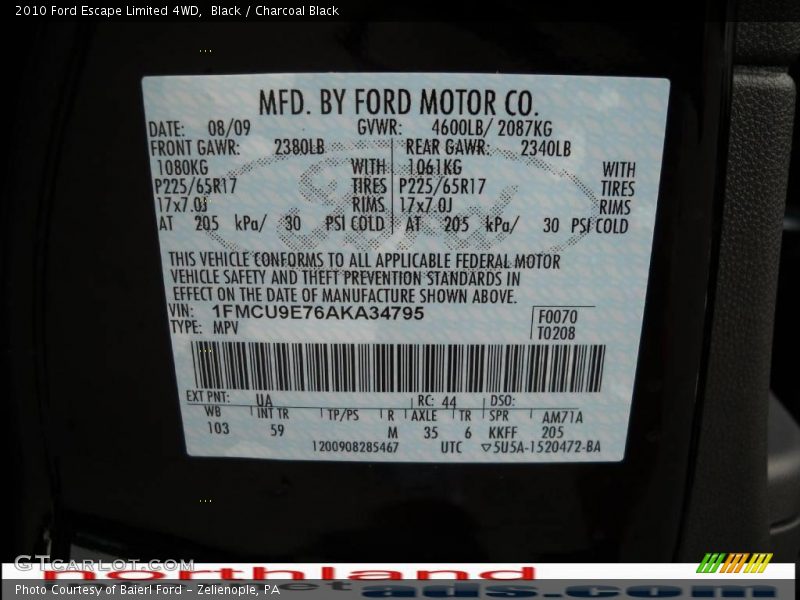 2010 Ford Escape Limited 4WD, Black / Charcoal Black
MFD. BY FORD MOTOR CO.
DATE: 08/09 GVWR: 4600LB/ 2087KG
FRONT GAWR: 2380LB REAR GAWR: 2340LB
1080KG WITH 1061KG WITH
P225/65R17 TIRES P225/65R17 TIRES
17x7.0J RIMS 17x7.0J RIMS
AT 205 kPa/ 30 PSI COLD AT 205 kPa/ 30 PSI COLD
THIS VEHICLE CONFORMS TO ALL APPLICABLE FEDERAL MOTOR
VEHICLE SAFETY AND THEFT PREVENTION STANDARDS IN
EFFECT ON THE DATE OF MANUFACTURE SHOWN ABOVE.
VIN: 1FMCU9E76AKA34795 F0070
TYPE: MPV T0208
EXT PNT: UA RC: 44 DSO:
WB INT TR TP/PS R AXLE TR SPR AM71A
103 59 M 35 6 KKFF 205
1200908285467 UTC ▽5U5A-1520472-BA
GTCarLot.com
northland
Photo Courtesy of Baierl Ford - Zelienople, PA